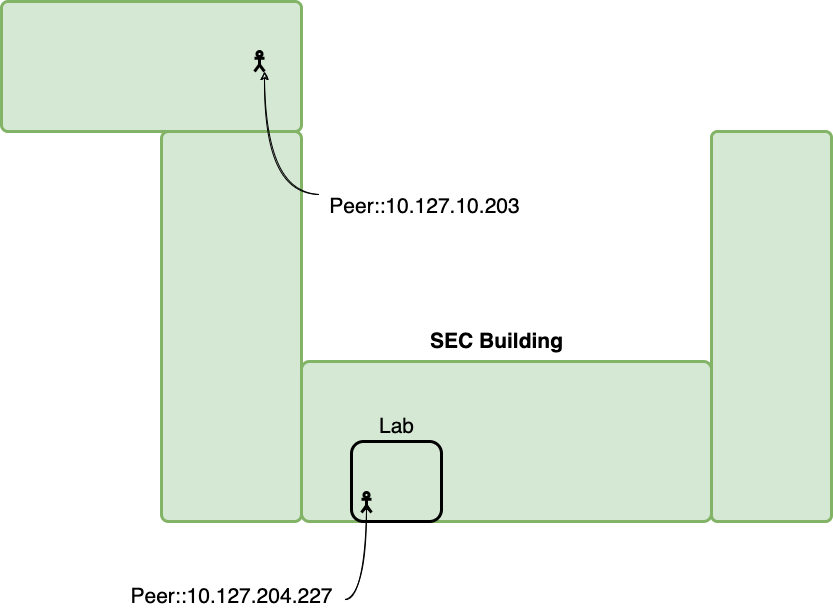 Peer::10.127.10.203
SEC Building
Lab
Peer::10.127.204.227